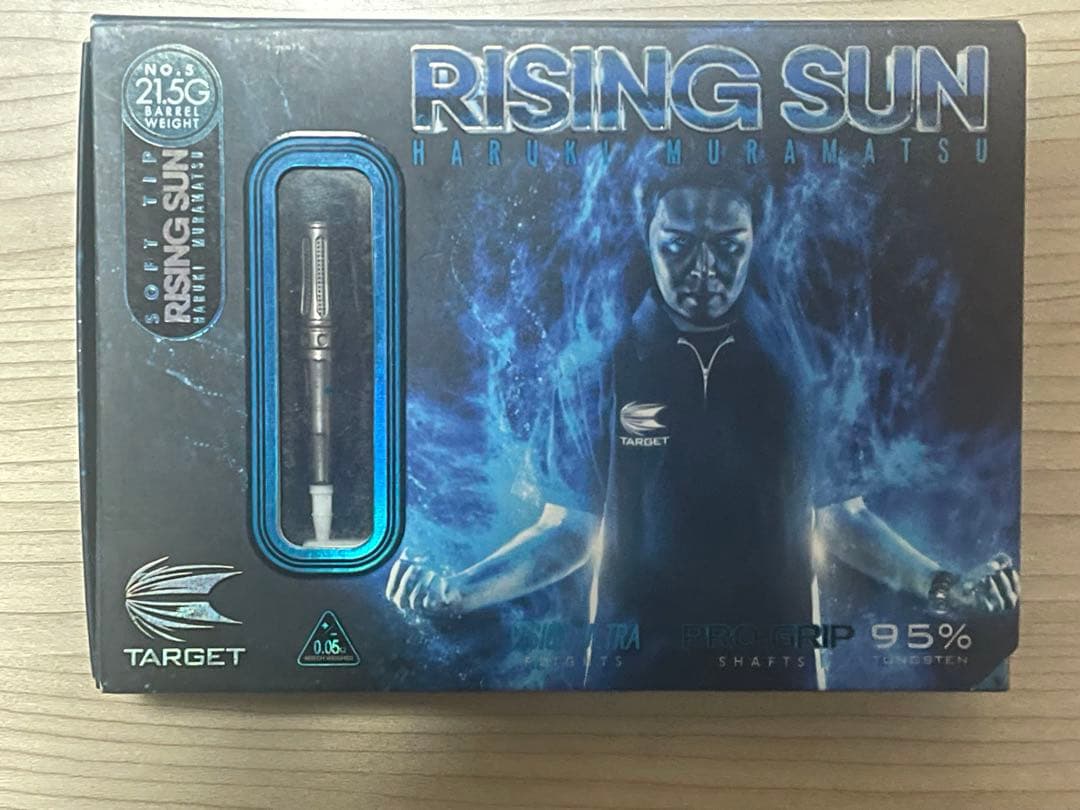 NO.5
21.5G
BARREL
WEIGHT
SOFT TIP
RISING SUN
HARUKI MURAMATSU
RISING SUN
HARUKI MURAMATSU
TARGET
TARGET
+ -
0.05G
FLIGHTS
PRO GRIP
SHAFTS
95%
TUNGSTEN